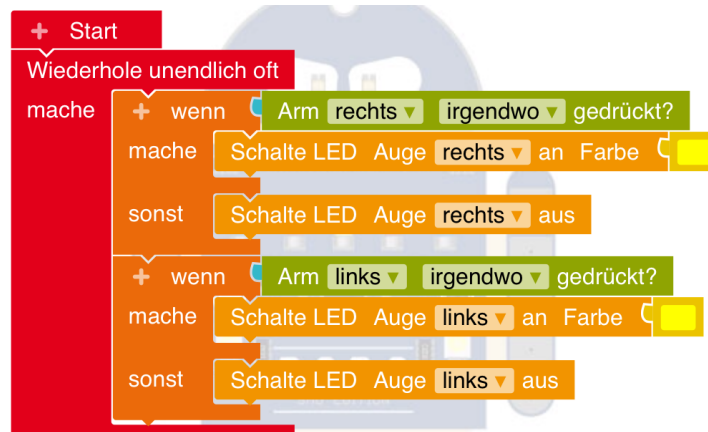 + Start
Wiederhole unendlich oft
mache + wenn Arm rechts ▾ irgendwo ▾ gedrückt?
mache Schalte LED Auge rechts ▾ an Farbe
sonst Schalte LED Auge rechts ▾ aus
+ wenn Arm links ▾ irgendwo ▾ gedrückt?
mache Schalte LED Auge links ▾ an Farbe
sonst Schalte LED Auge links ▾ aus